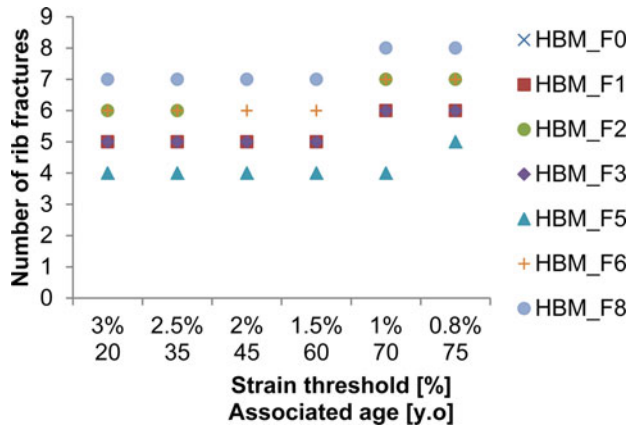 Number of rib fractures
9
8
7
6
5
4
3
2
1
0
3% 2.5% 2% 1.5% 1% 0.8%
20 35 45 60 70 75
Strain threshold [%]
Associated age [y.o]
HBM_F0
HBM_F1
HBM_F2
HBM_F3
HBM_F5
HBM_F6
HBM_F8